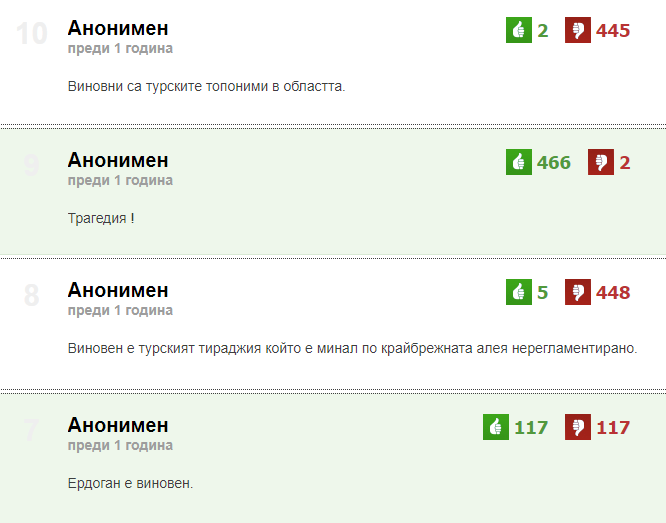 10 Анонимен 2 445
преди 1 година
Виновни са турските топоними в областта.
9 Анонимен 466 2
преди 1 година
Трагедия !
8 Анонимен 5 448
преди 1 година
Виновен е турският тираджия който е минал по крайбрежната алея нерегламентирано.
7 Анонимен 117 117
преди 1 година
Ердоган е виновен.